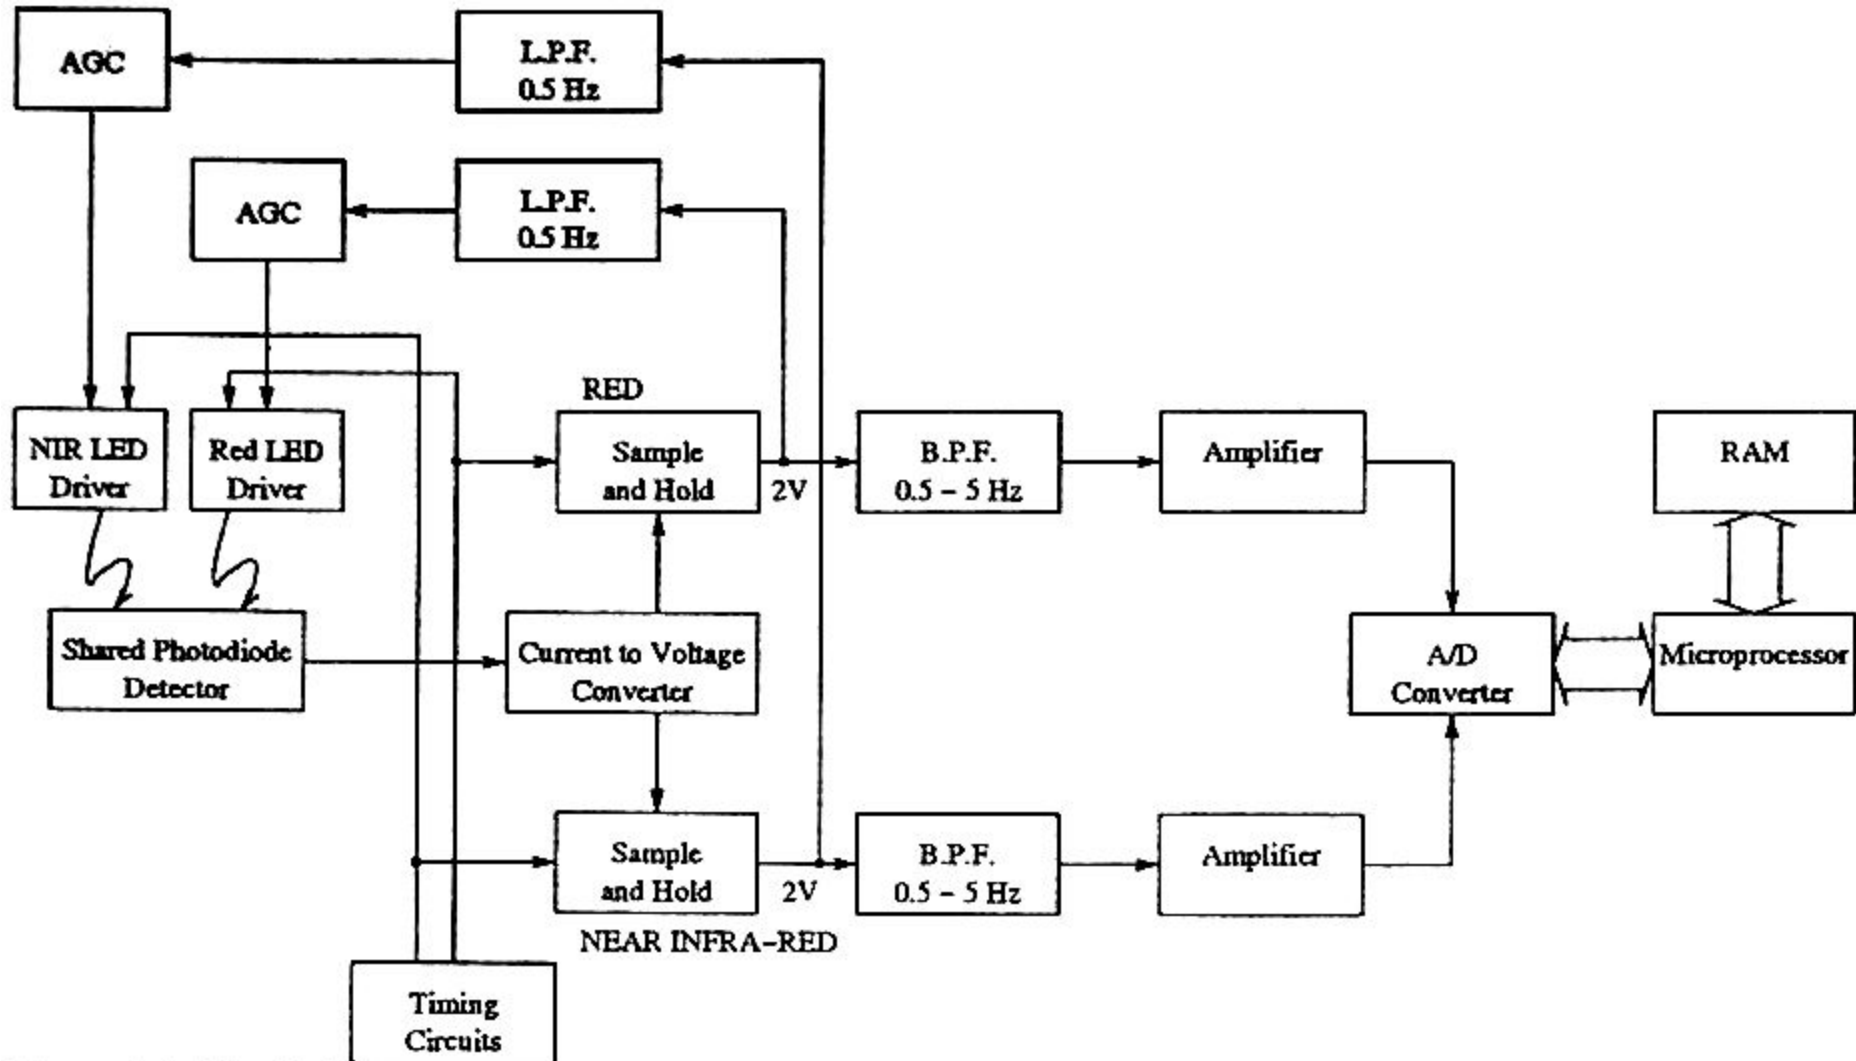 AGC
L.P.F.
0.5 Hz
AGC
L.P.F.
0.5 Hz
RED
NIR LED
Driver
Red LED
Driver
Sample
and Hold
2V
B.P.F.
0.5 – 5 Hz
Amplifier
RAM
Shared Photodiode
Detector
Current to Voltage
Converter
A/D
Converter
Microprocessor
Sample
and Hold
2V
B.P.F.
0.5 – 5 Hz
Amplifier
NEAR INFRA-RED
Timing
Circuits